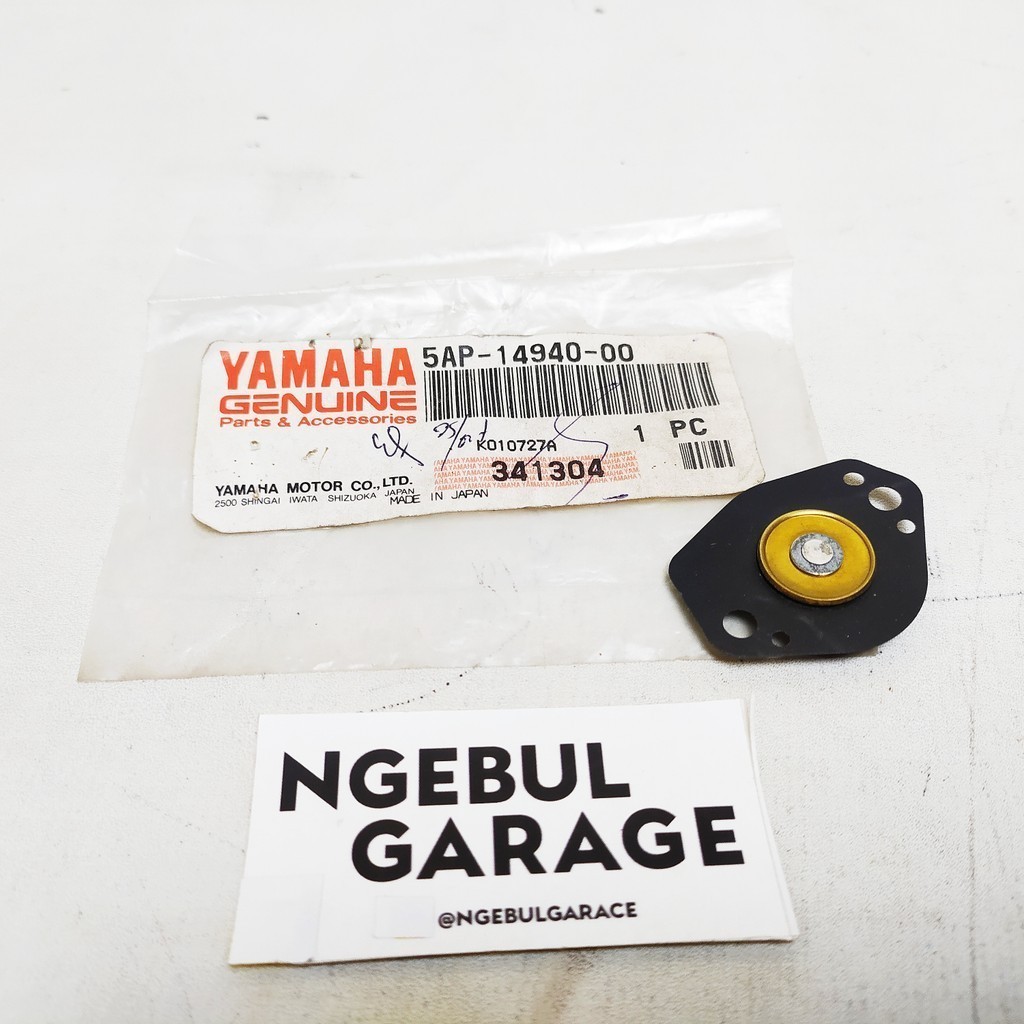 YAMAHA
GENUINE
Parts & Accessories
5AP-14940-00
1 PC
K010727A
341304
YAMAHA MOTOR CO.,LTD.
2500 SHINGAI IWATA SHIZUOKA JAPAN
MADE IN JAPAN
NGEBUL
GARAGE
@NGEBULGARACE